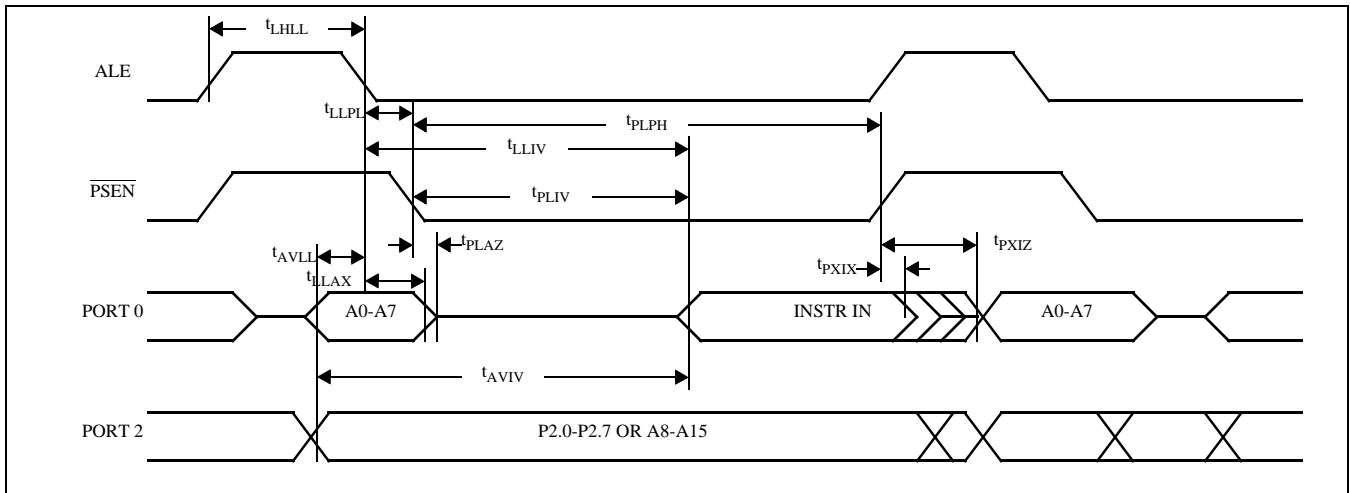 tLHLL
ALE
tLLPL
tPLPH
tLLIV
PSEN
tPLIV
tAVLL
tPLAZ
tPXIZ
tLLAX
tPXIX
PORT 0
A0-A7
INSTR IN
A0-A7
tAVIV
PORT 2
P2.0-P2.7 OR A8-A15